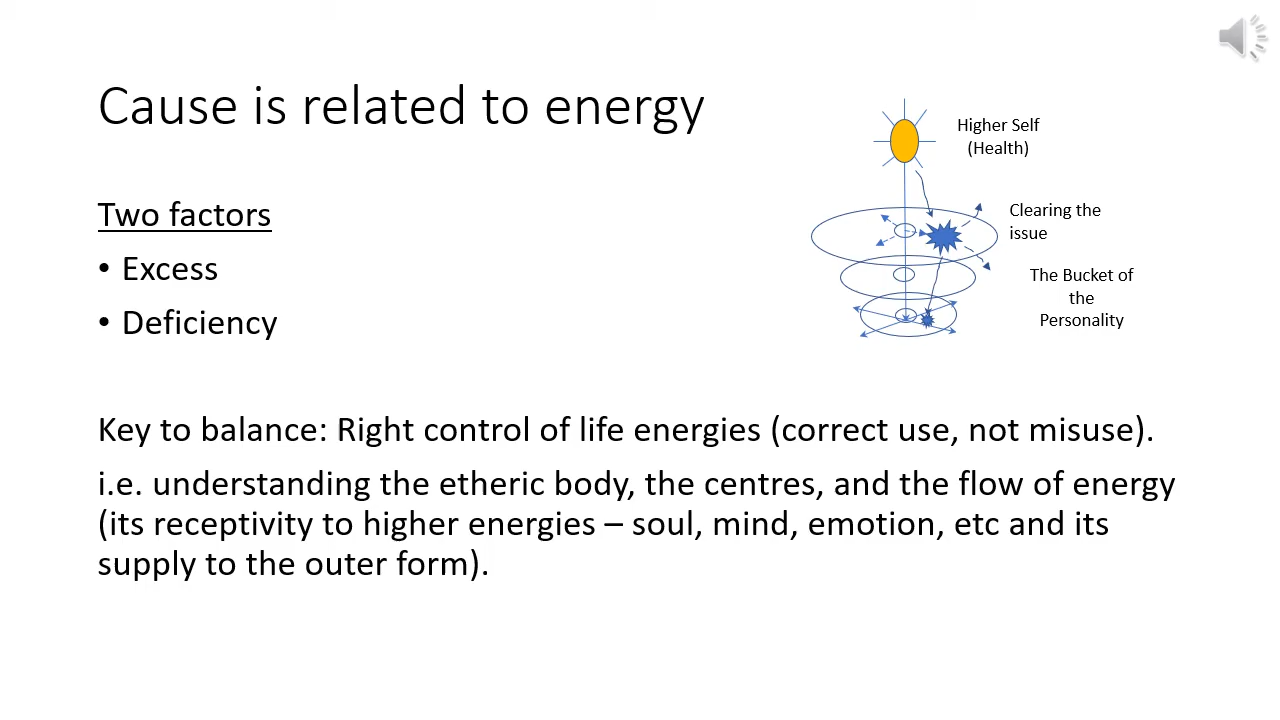 Cause is related to energy
Two factors
• Excess
• Deficiency
Higher Self
(Health)
Clearing the
issue
The Bucket of
the
Personality
Key to balance: Right control of life energies (correct use, not misuse).
i.e. understanding the etheric body, the centres, and the flow of energy
(its receptivity to higher energies – soul, mind, emotion, etc and its
supply to the outer form).